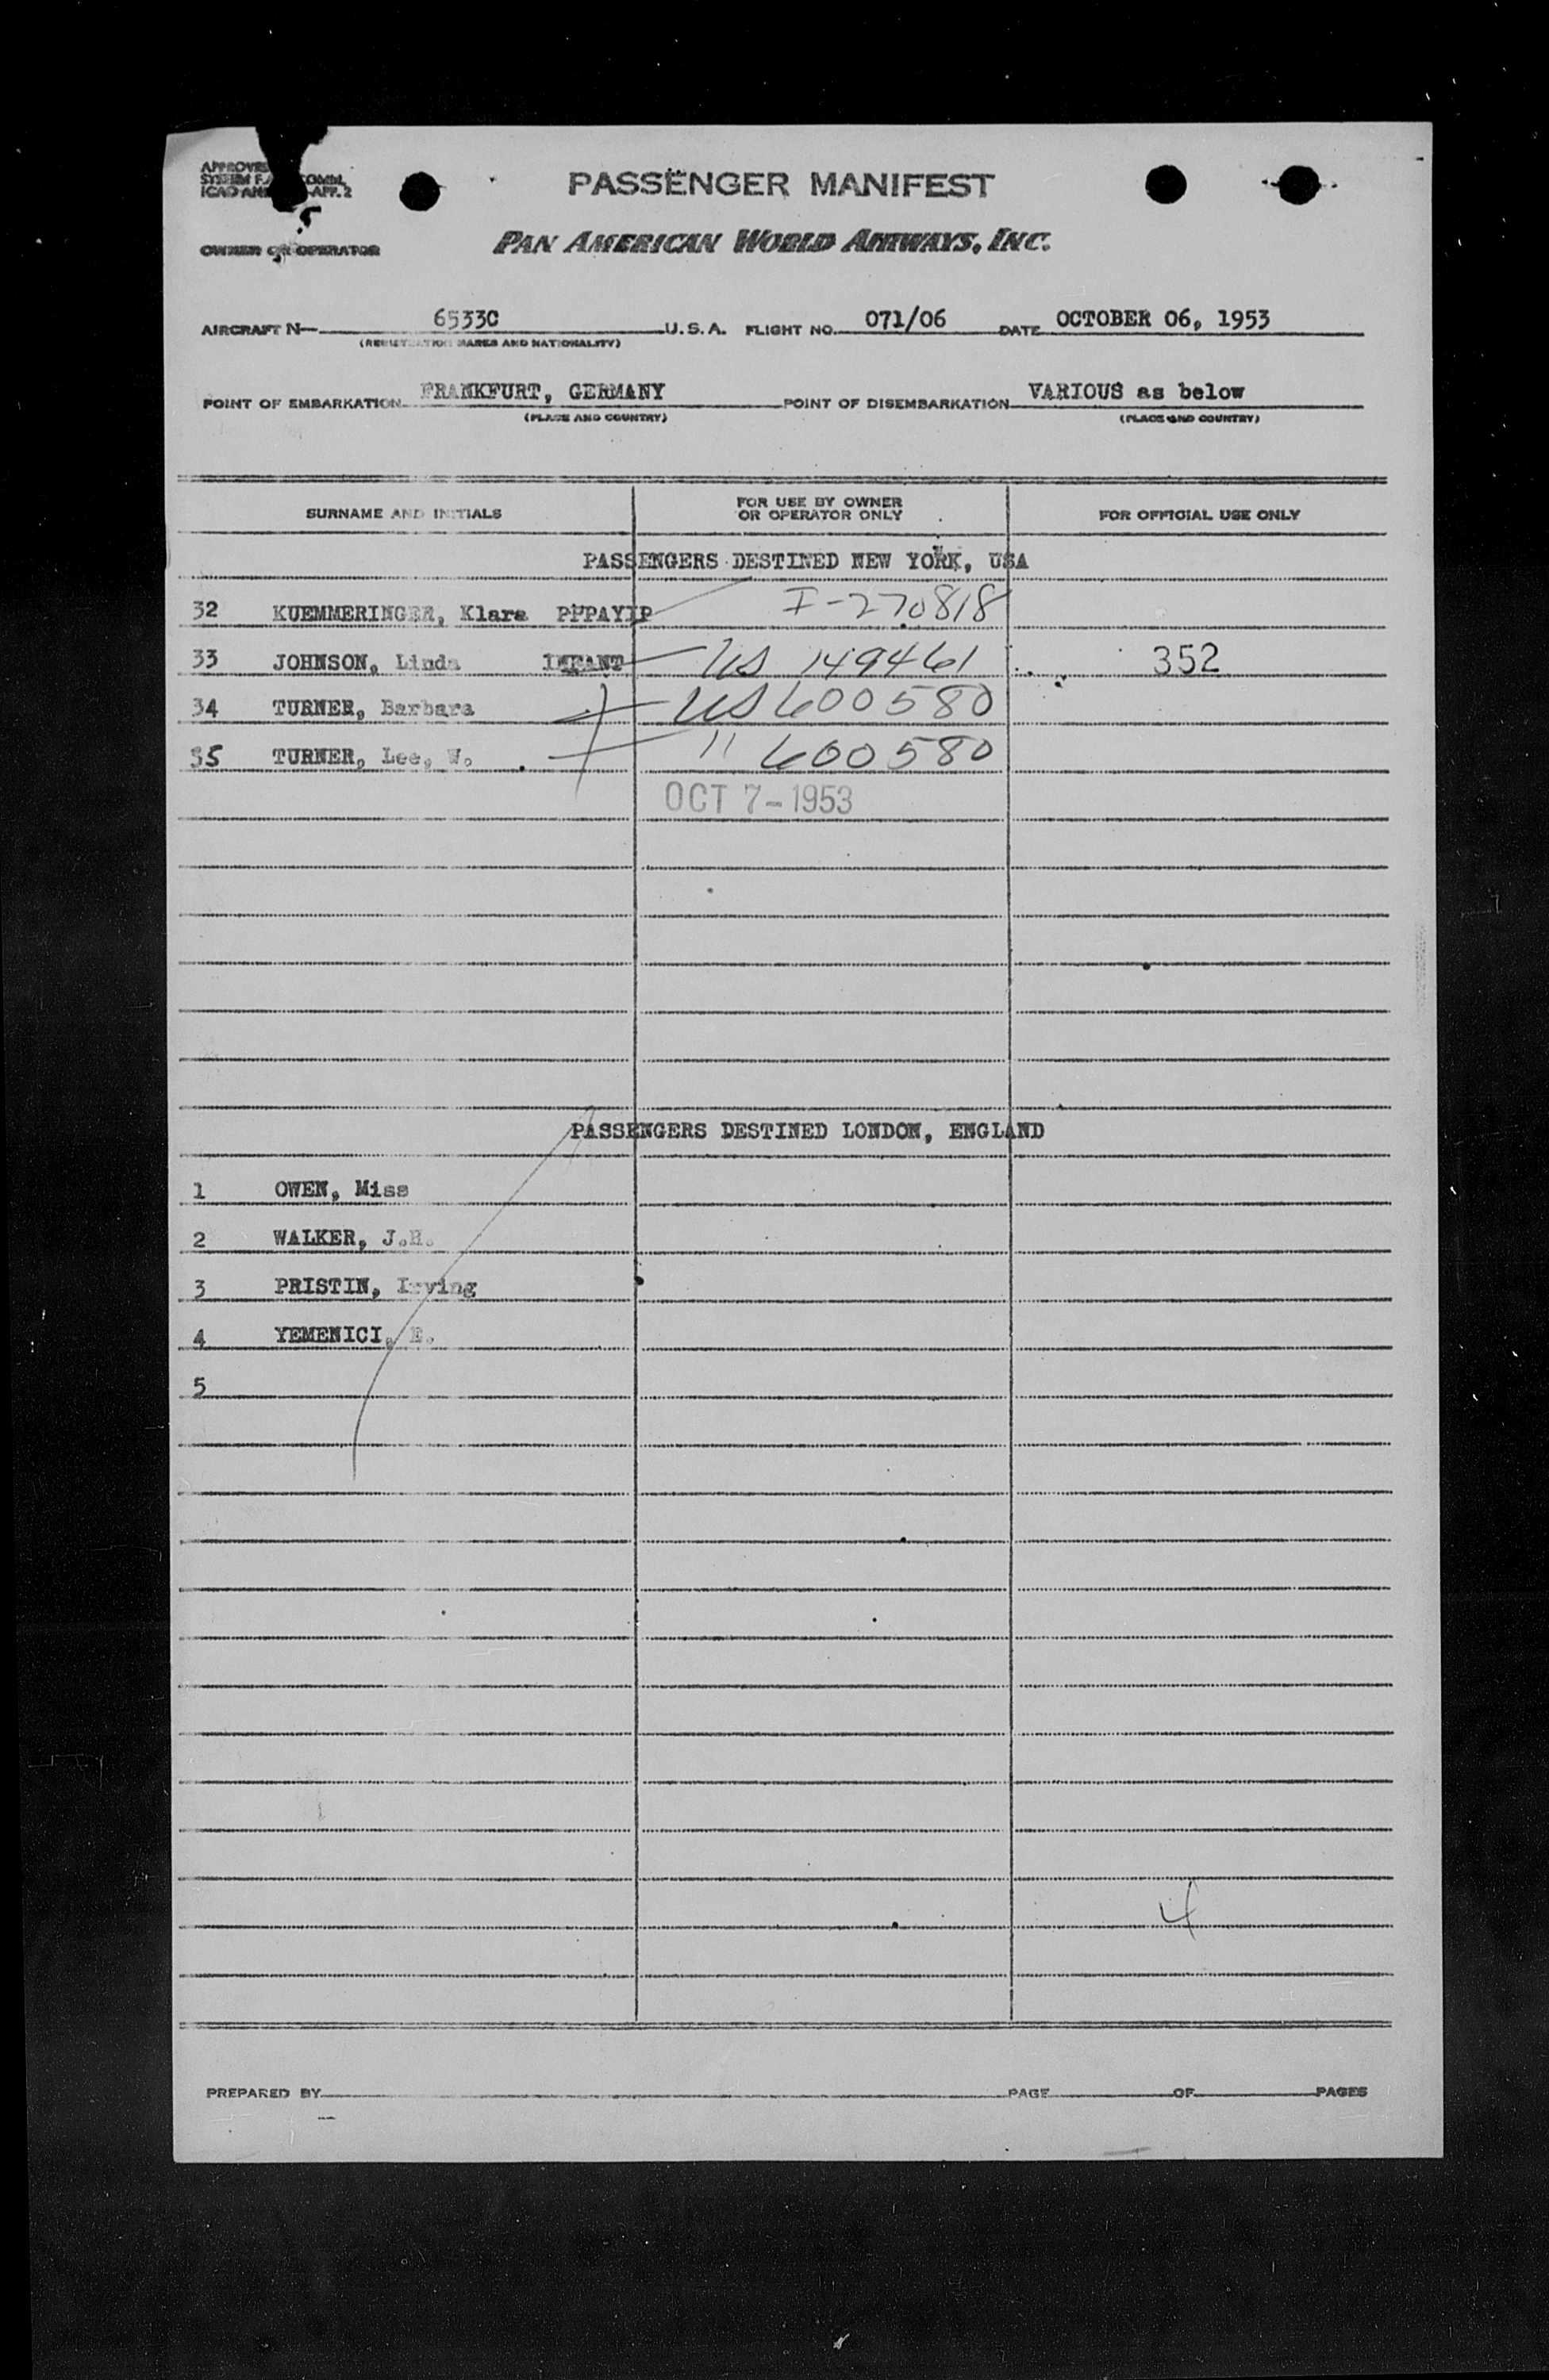 PASSENGER MANIFEST
OWNER OR OPERATOR PAN AMERICAN WORLD AIRWAYS, INC.
AIRCRAFT N— 6533C U.S.A. FLIGHT NO. 071/06 DATE OCTOBER 06, 1953
(REGISTRATION MARKS AND NATIONALITY)
POINT OF EMBARKATION FRANKFURT, GERMANY POINT OF DISEMBARKATION VARIOUS as below
(PLACE AND COUNTRY) (PLACE AND COUNTRY)
SURNAME AND INITIALS FOR USE BY OWNER OR OPERATOR ONLY FOR OFFICIAL USE ONLY
PASSENGERS DESTINED NEW YORK, USA
32 KUEMMERINGER, Klara I-270818
33 JOHNSON, Linda INFANT US 149461 352
34 TURNER, Barbara US 600580
35 TURNER, Lee, W. " 600580
OCT 7-1953
PASSENGERS DESTINED LONDON, ENGLAND
1 OWEN, Miss
2 WALKER, J.H.
3 PRISTIN, Irving
4 YEMENICI, E.
5
4
PREPARED BY PAGE OF PAGES